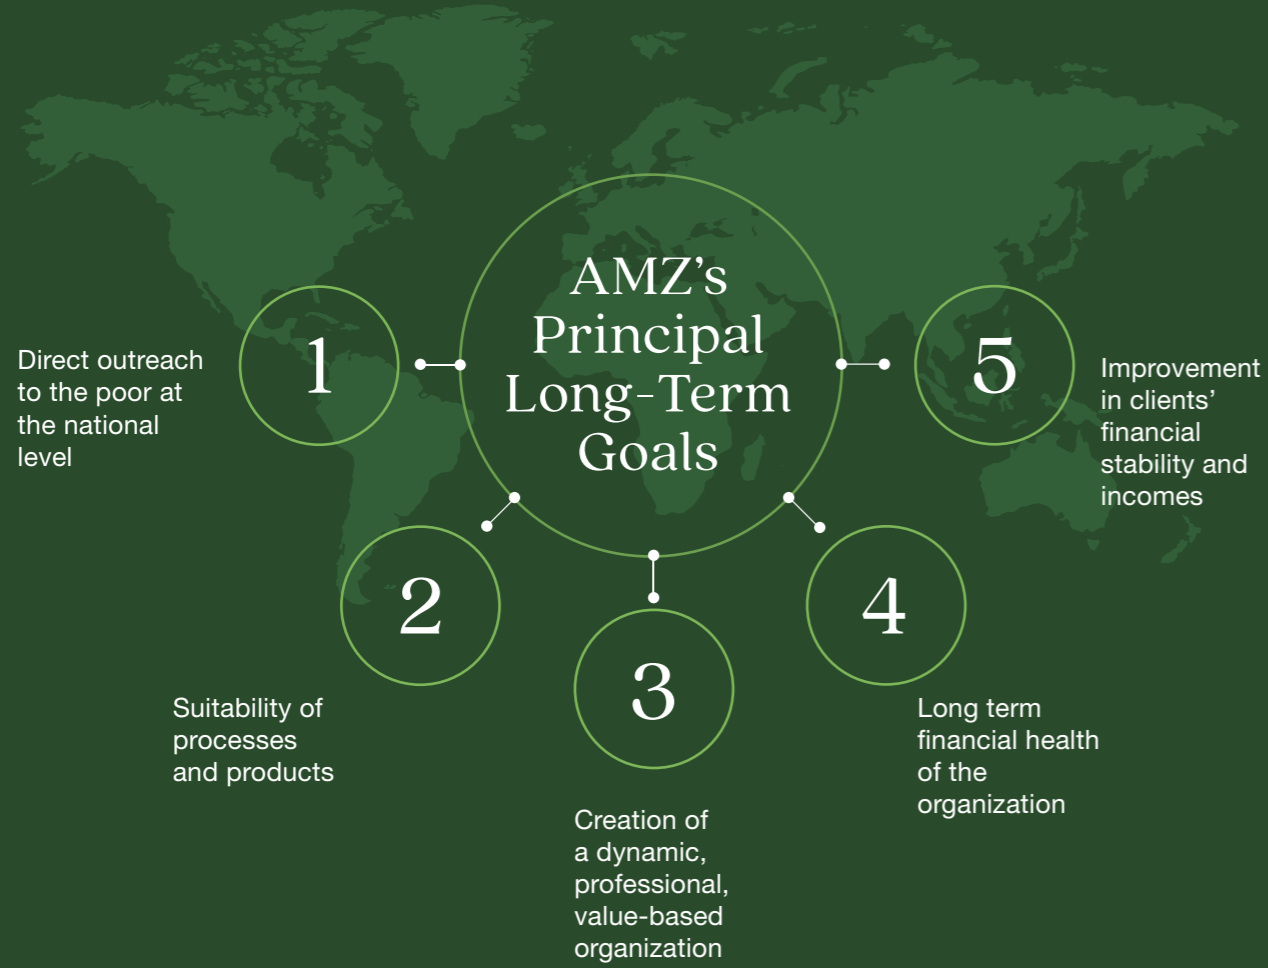 AMZ’s
Principal
Long-Term
Goals
1
Direct outreach
to the poor at
the national
level
2
Suitability of
processes
and products
3
Creation of
a dynamic,
professional,
value-based
organization
4
Long term
financial health
of the
organization
5
Improvement
in clients’
financial
stability and
incomes